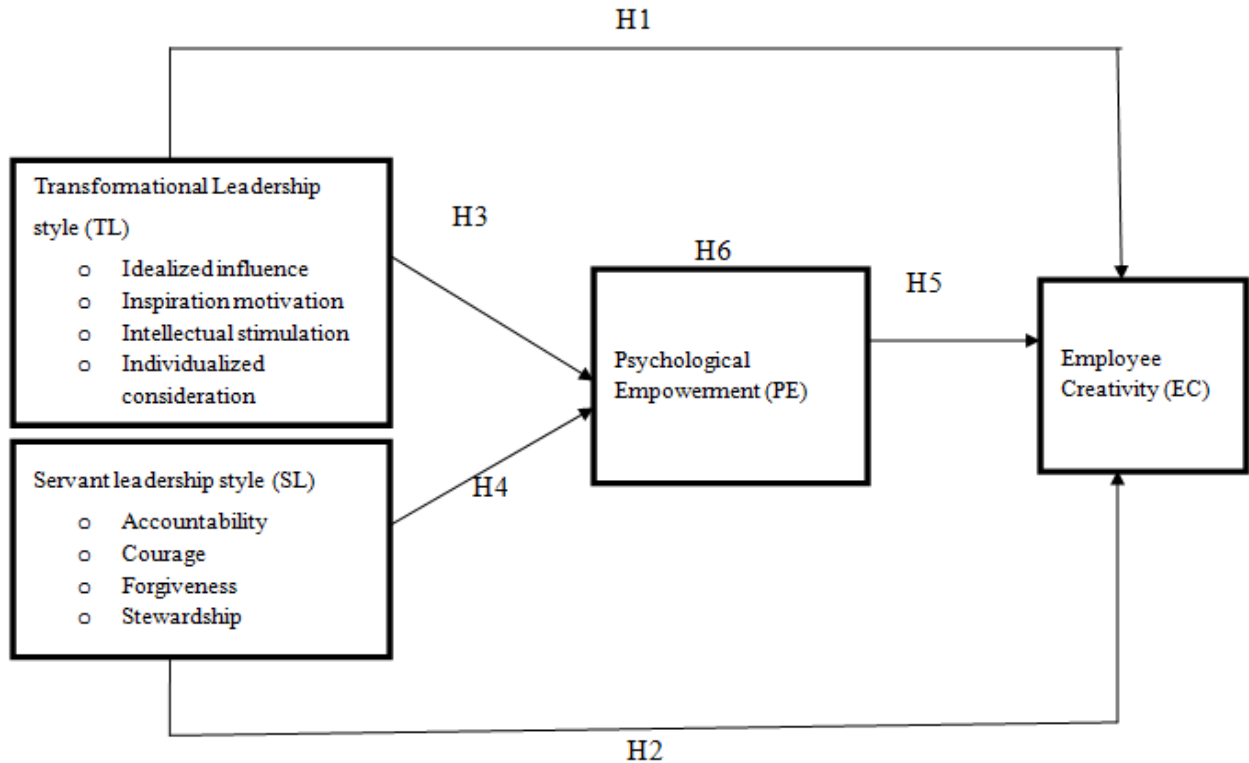 H1
Transformational Leadership
style (TL)
o Idealized influence
o Inspiration motivation
o Intellectual stimulation
o Individualized
consideration
H3
H6
H5
Psychological
Empowerment (PE)
Employee
Creativity (EC)
Servant leadership style (SL)
o Accountability
o Courage
o Forgiveness
o Stewardship
H4
H2